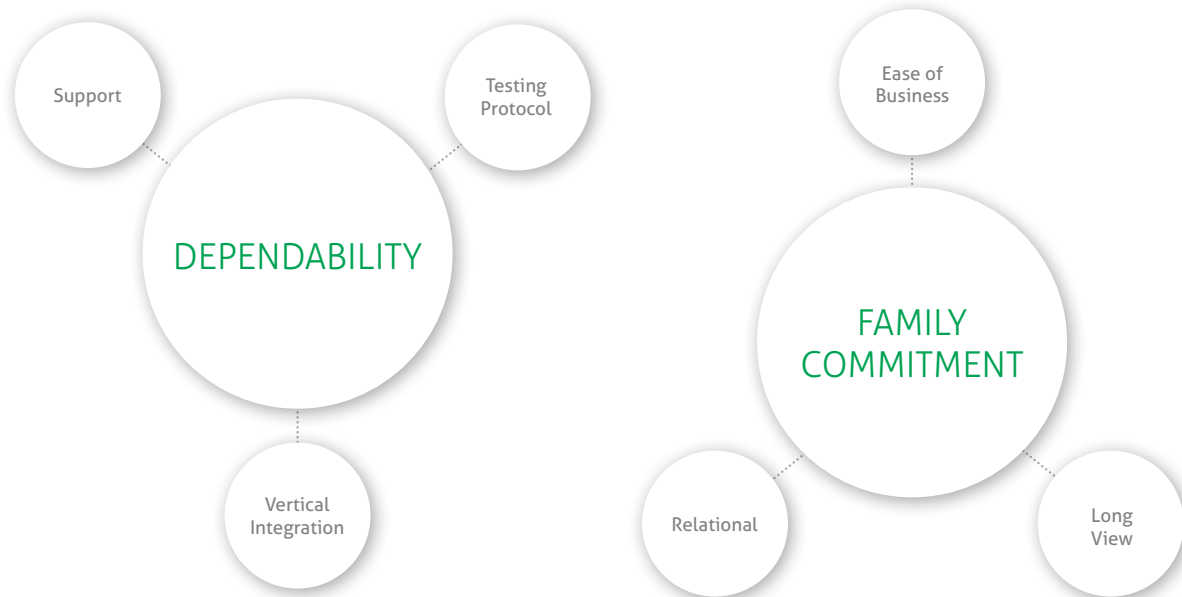 Support
Testing
Protocol
DEPENDABILITY
Vertical
Integration
Ease of
Business
FAMILY
COMMITMENT
Relational
Long
View